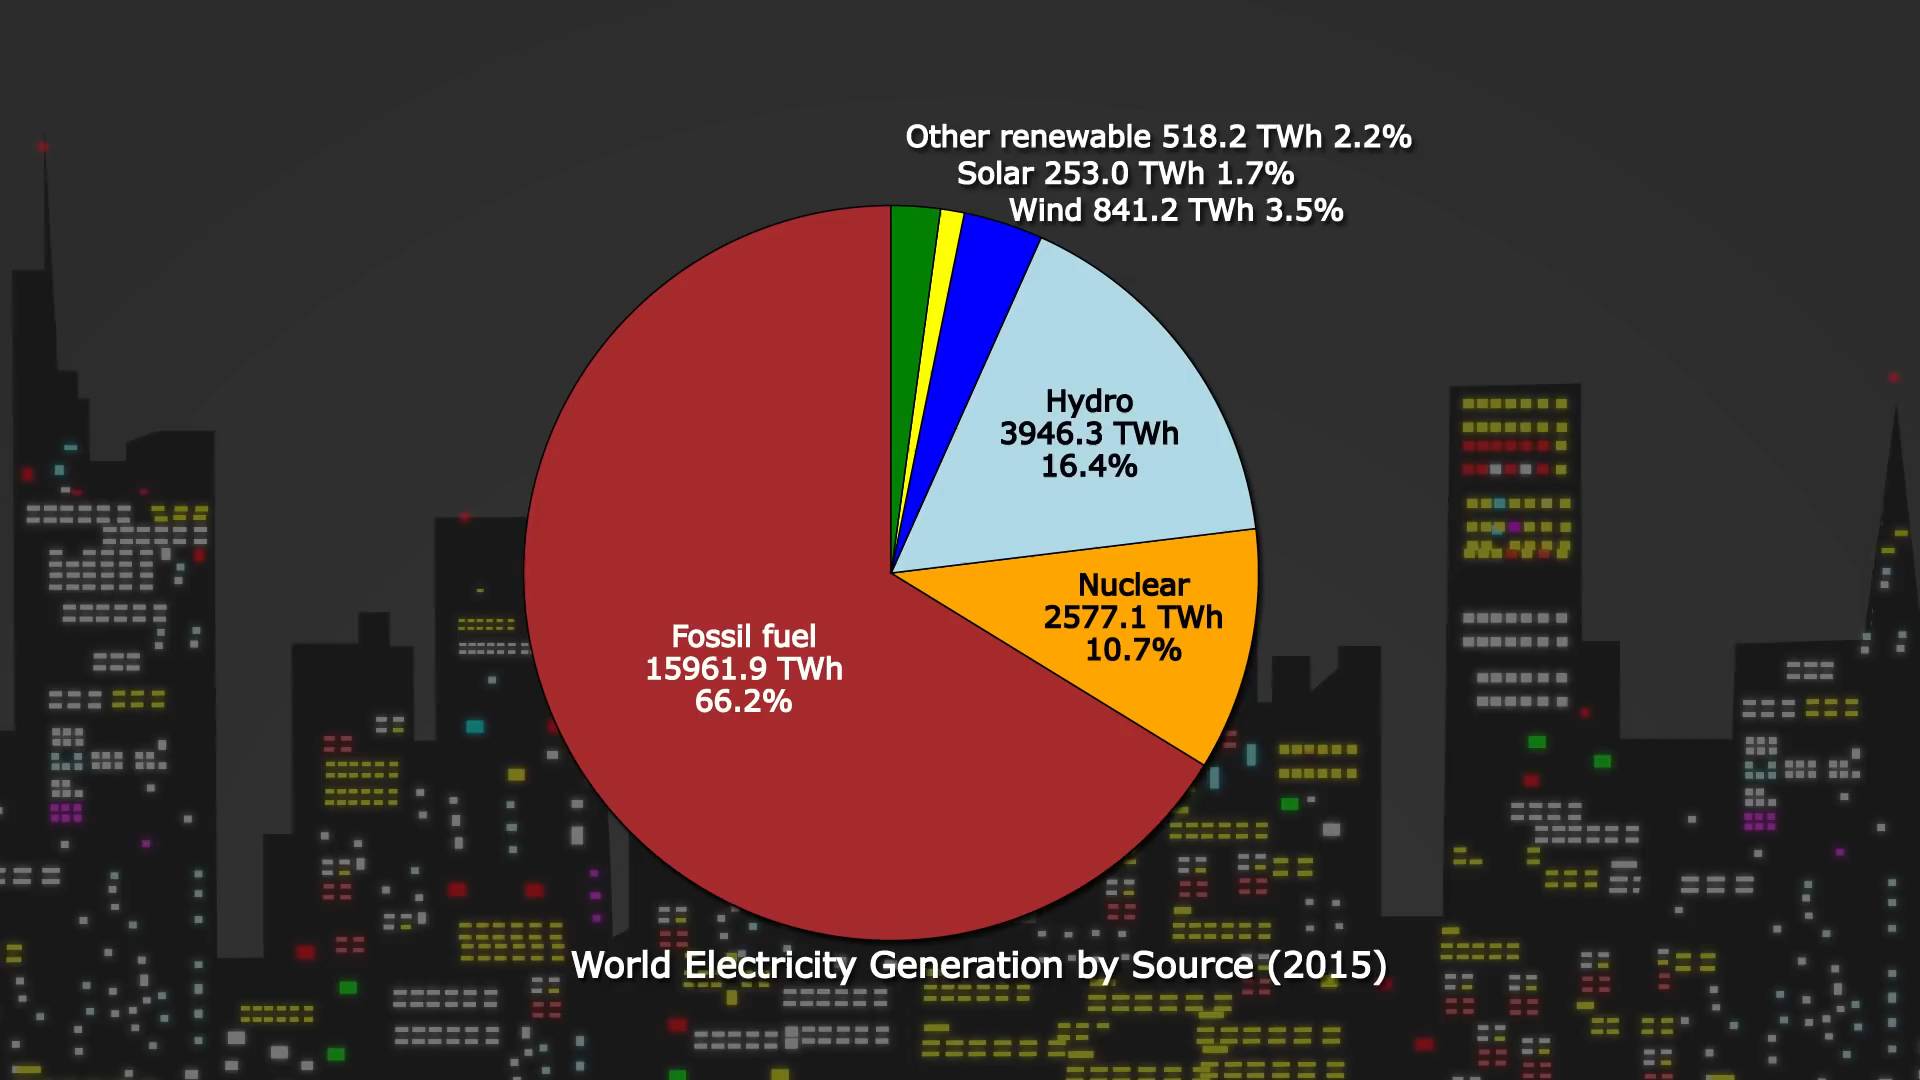 Other renewable 518.2 TWh 2.2%
Solar 253.0 TWh 1.7%
Wind 841.2 TWh 3.5%
Hydro
3946.3 TWh
16.4%
Nuclear
2577.1 TWh
10.7%
Fossil fuel
15961.9 TWh
66.2%
World Electricity Generation by Source (2015)